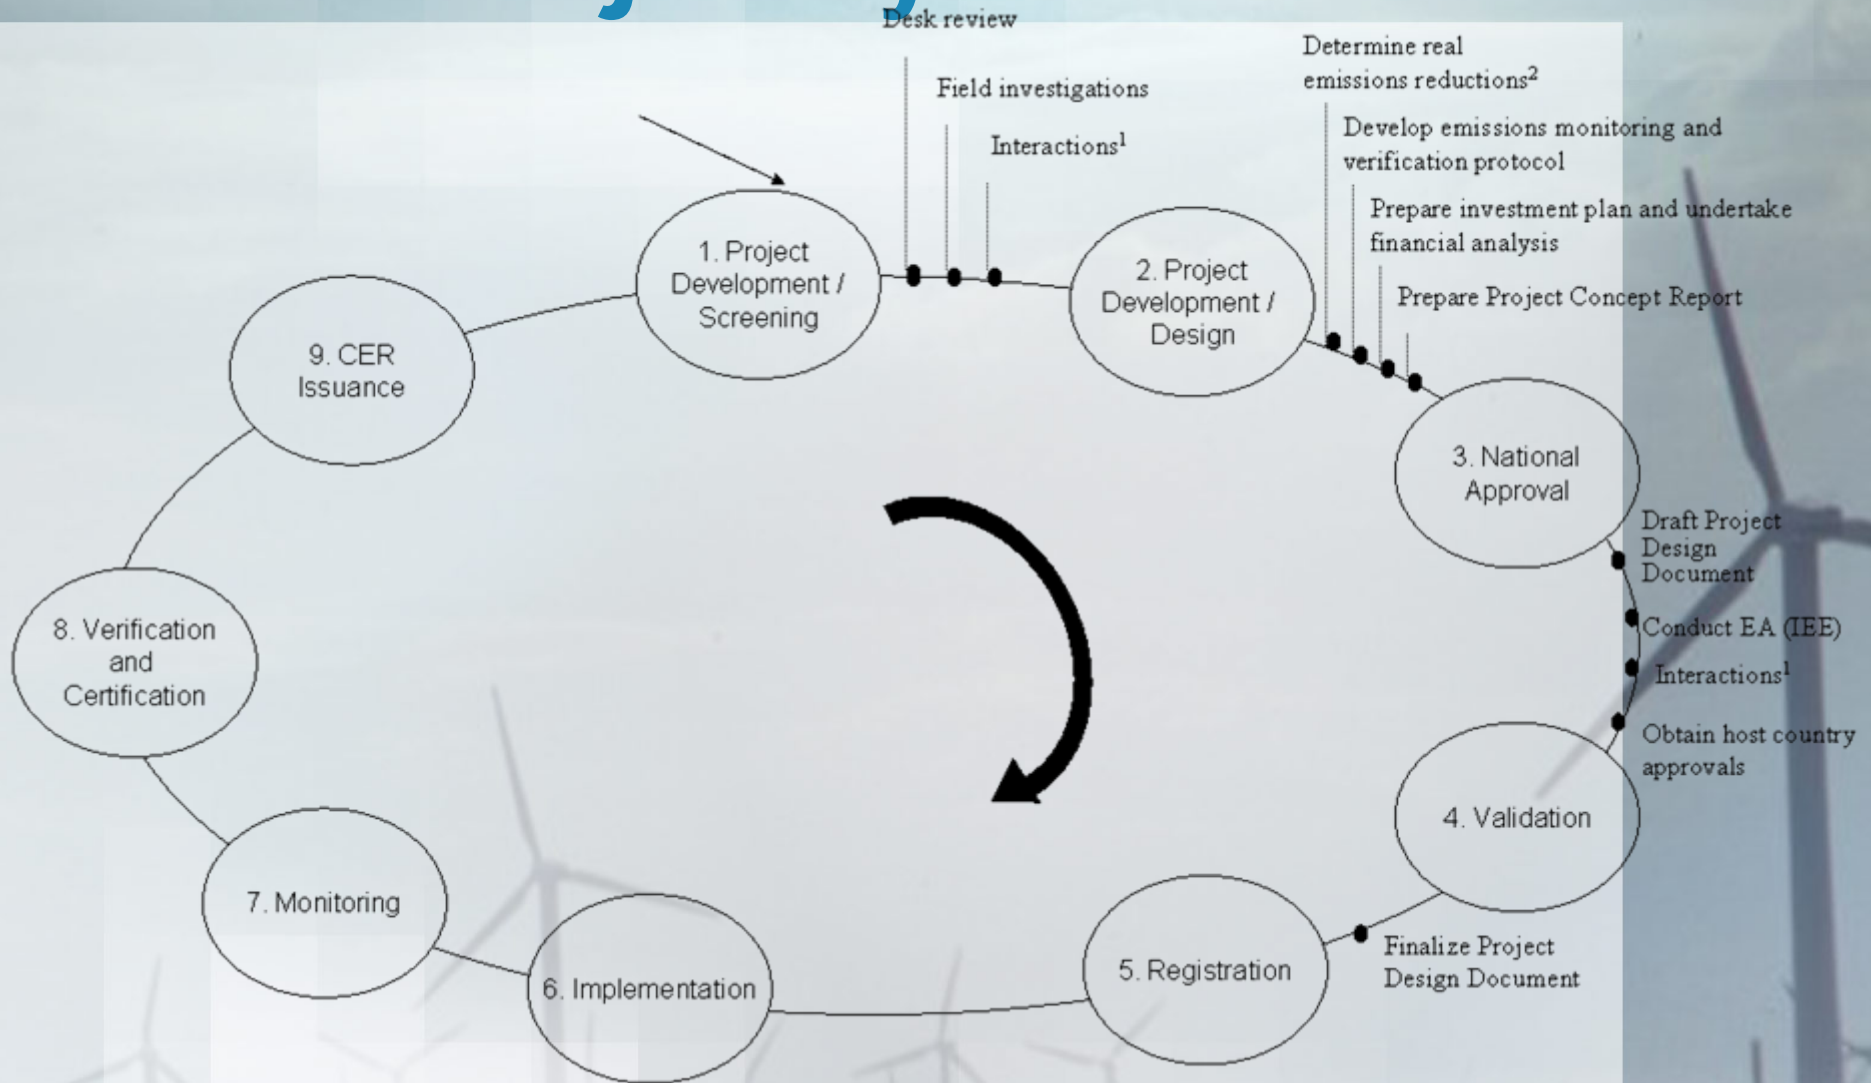 Desk review
Field investigations
Interactions¹
Determine real
emissions reductions²
Develop emissions monitoring and
verification protocol
Prepare investment plan and undertake
financial analysis
Prepare Project Concept Report
1. Project
Development /
Screening
2. Project
Development /
Design
3. National
Approval
Draft Project
Design
Document
Conduct EA (IEE)
Interactions¹
Obtain host country
approvals
4. Validation
Finalize Project
Design Document
5. Registration
6. Implementation
7. Monitoring
8. Verification
and
Certification
9. CER
Issuance